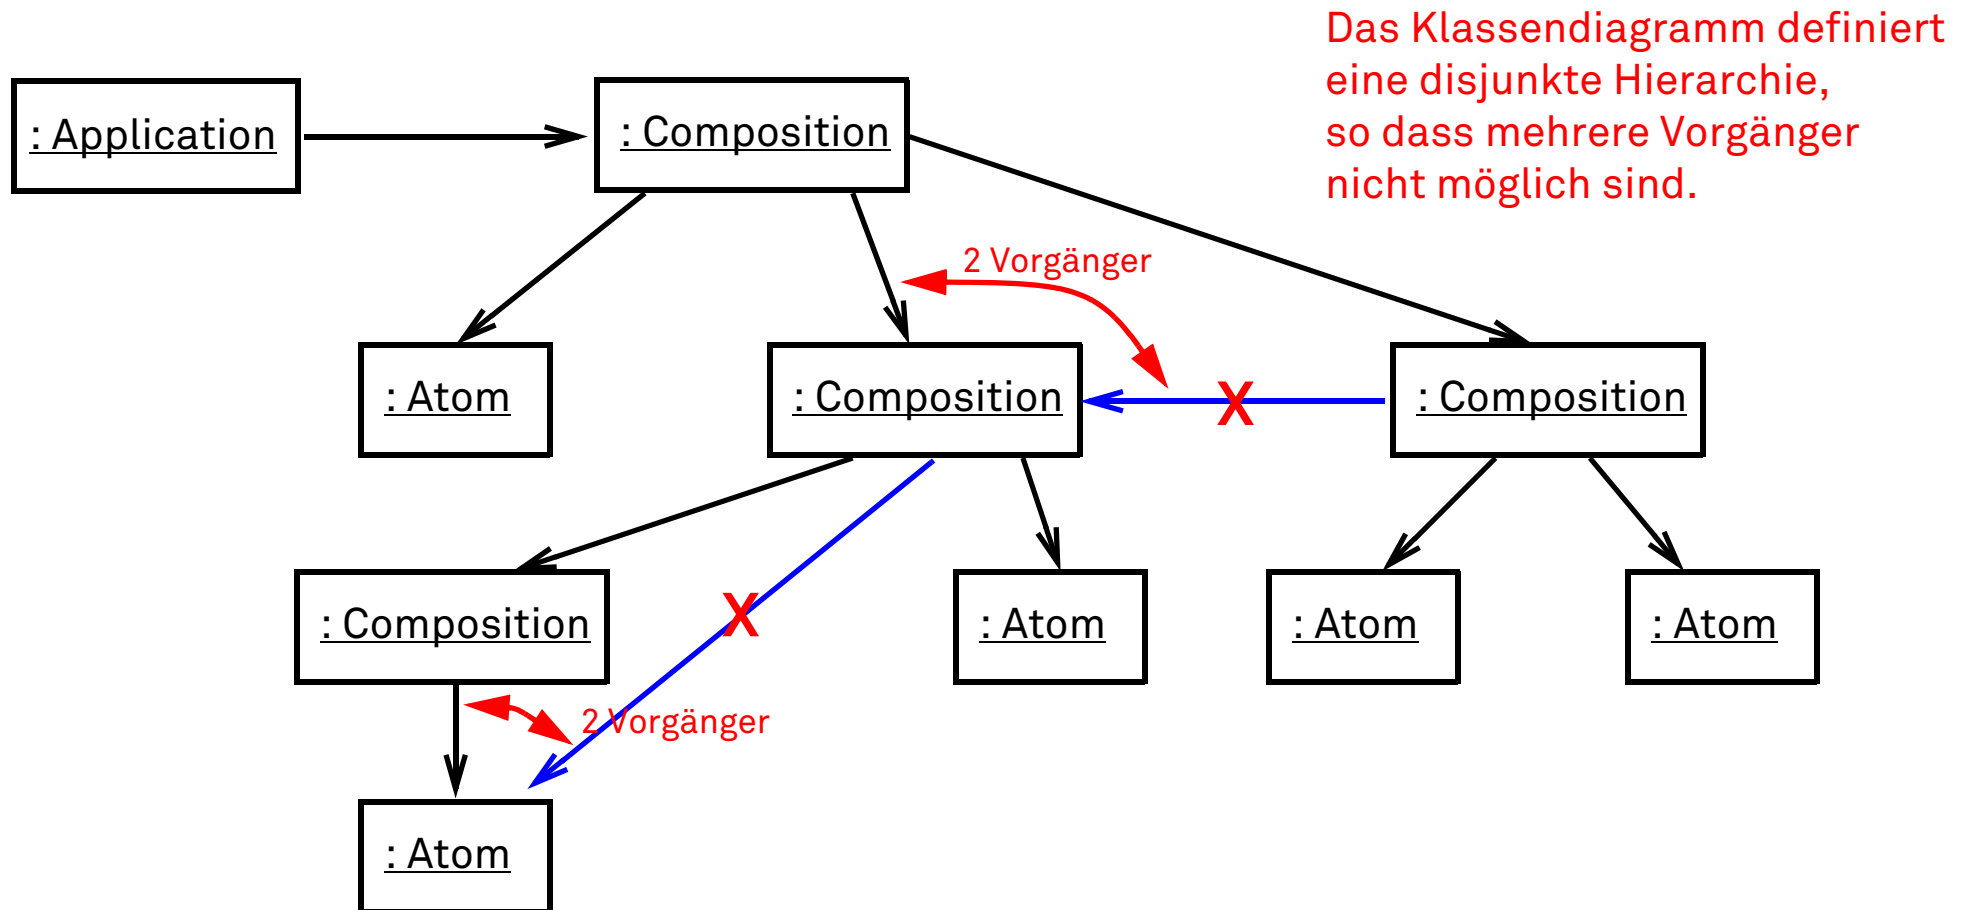 Das Klassendiagramm definiert
eine disjunkte Hierarchie,
so dass mehrere Vorgänger
nicht möglich sind.
: Application
: Composition
2 Vorgänger
: Atom
: Composition
X
: Composition
: Composition
X
: Atom
: Atom
: Atom
2 Vorgänger
: Atom